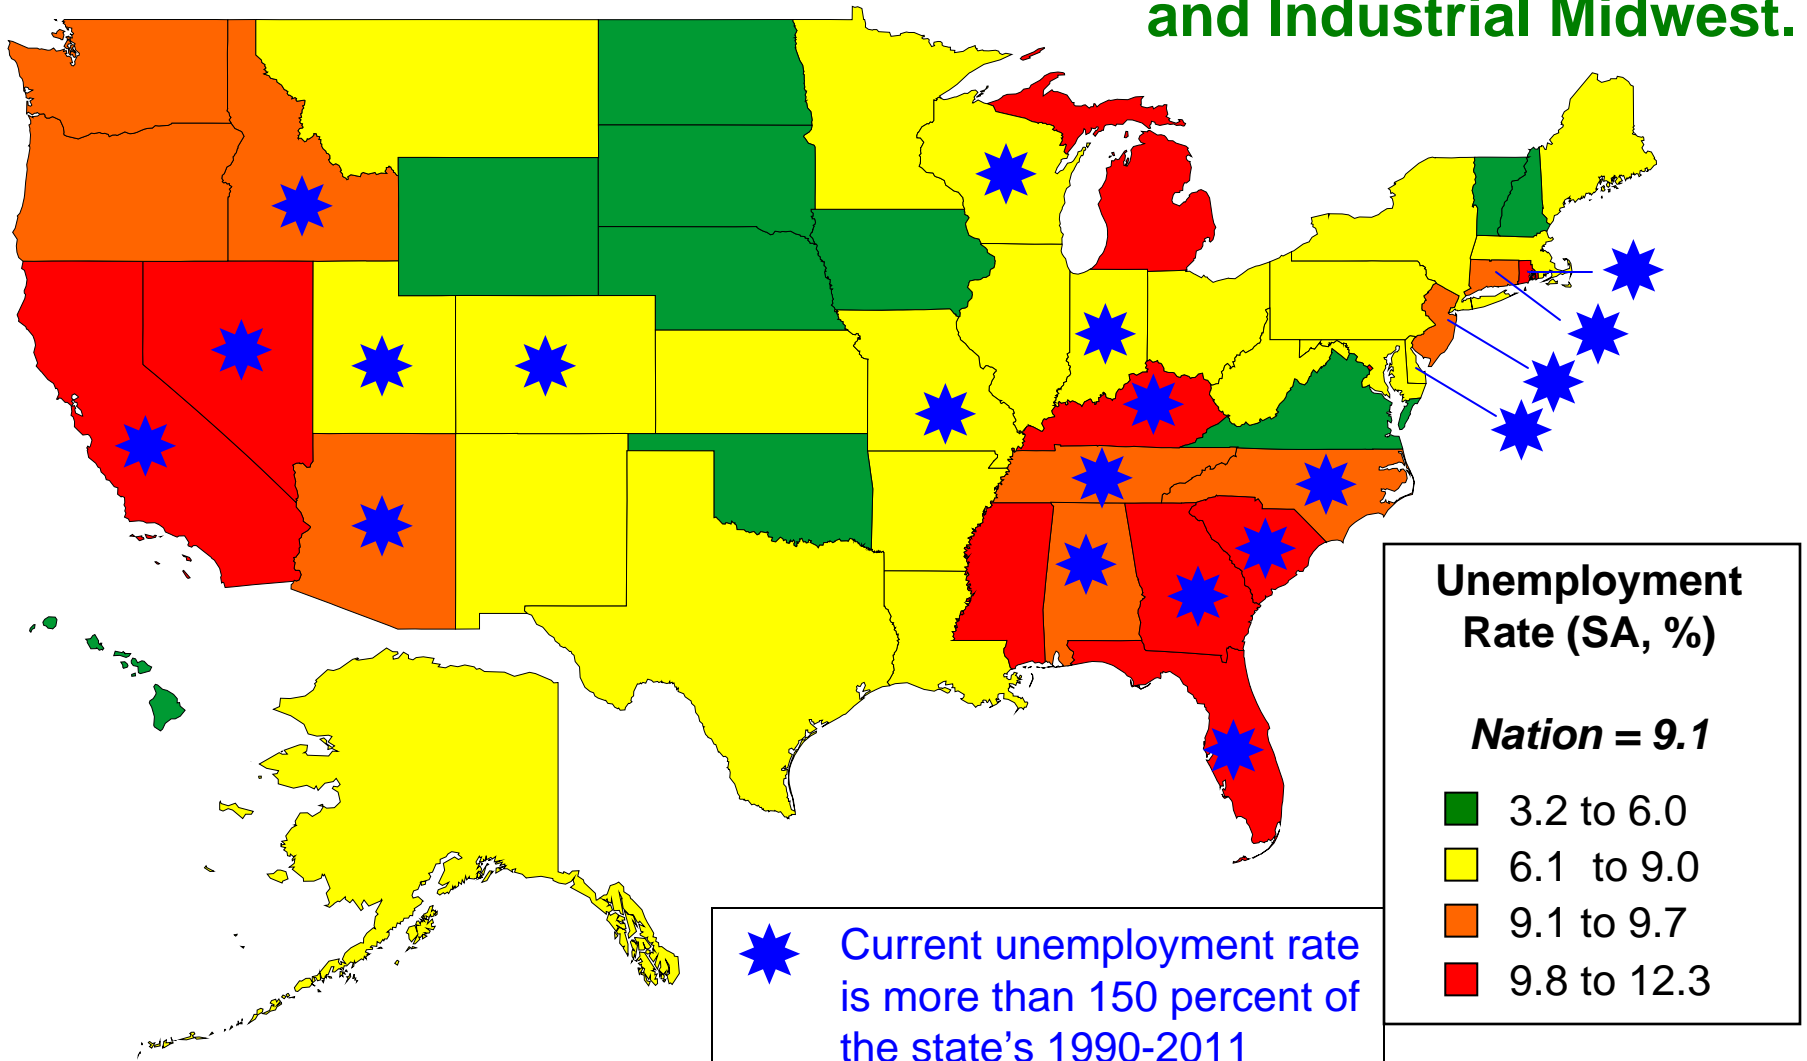 and Industrial Midwest.
Unemployment
Rate (SA, %)
Nation = 9.1
3.2 to 6.0
6.1 to 9.0
9.1 to 9.7
9.8 to 12.3
Current unemployment rate
is more than 150 percent of
the state's 1990-2011